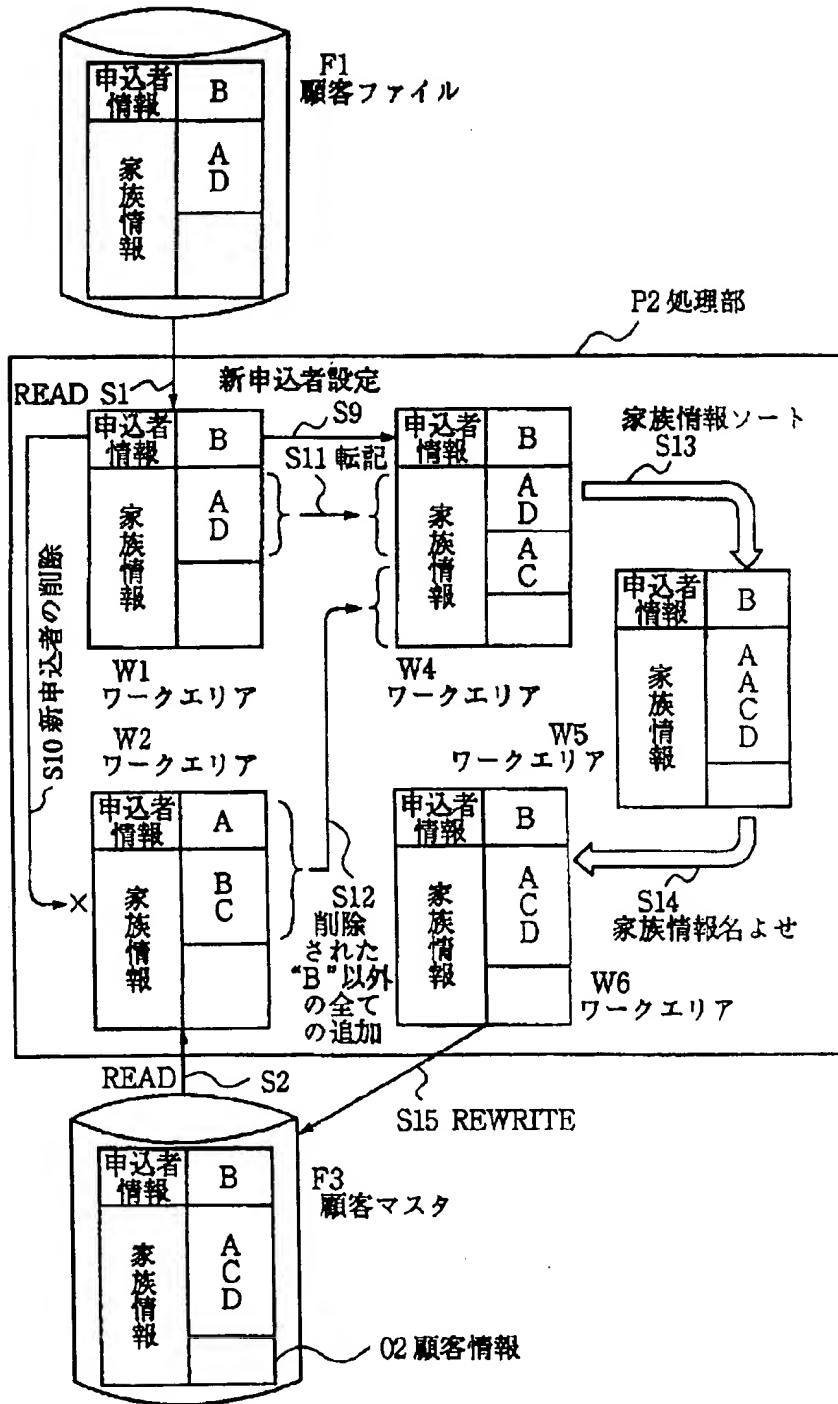 F1
顧客ファイル
申込者
情報
B
家族情報
A
D
P2 処理部
READ S1
新申込者設定
申込者
情報
B
家族情報
A
D
S9
S11 転記
申込者
情報
B
家族情報
A
D
A
C
家族情報ソート
S13
S10 新申込者の削除
W1
ワークエリア
W4
ワークエリア
申込者
情報
B
家族情報
A
A
C
D
W5
ワークエリア
W2
ワークエリア
申込者
情報
A
家族情報
B
C
×
S12
削除
された
“B”以外
の全て
の追加
申込者
情報
B
家族情報
A
C
D
S14
家族情報名よせ
W6
ワークエリア
READ
S2
S15 REWRITE
申込者
情報
B
家族情報
A
C
D
F3
顧客マスタ
02 顧客情報